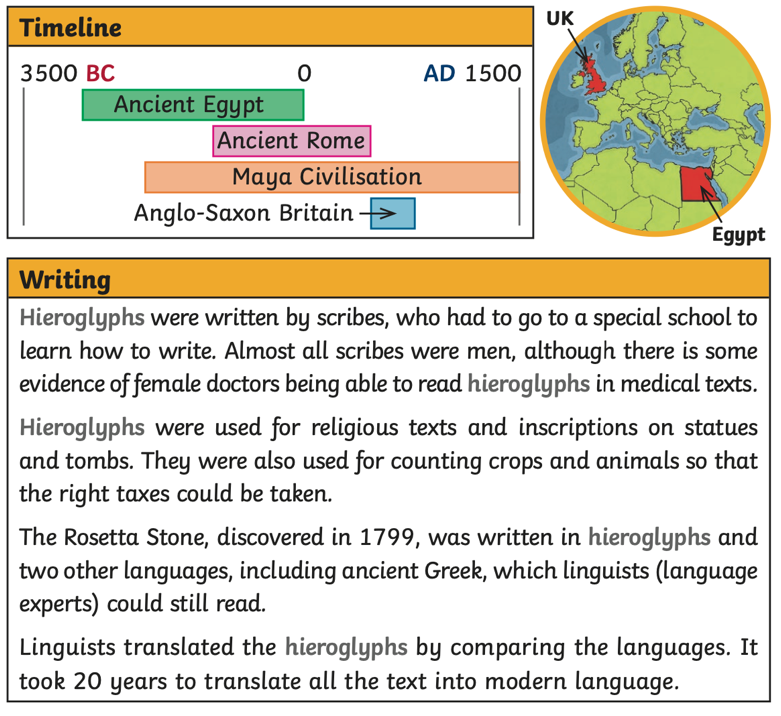 Timeline
3500 BC 0 AD 1500
Ancient Egypt
Ancient Rome
Maya Civilisation
Anglo-Saxon Britain
UK
Egypt
Writing
Hieroglyphs were written by scribes, who had to go to a special school to
learn how to write. Almost all scribes were men, although there is some
evidence of female doctors being able to read hieroglyphs in medical texts.
Hieroglyphs were used for religious texts and inscriptions on statues
and tombs. They were also used for counting crops and animals so that
the right taxes could be taken.
The Rosetta Stone, discovered in 1799, was written in hieroglyphs and
two other languages, including ancient Greek, which linguists (language
experts) could still read.
Linguists translated the hieroglyphs by comparing the languages. It
took 20 years to translate all the text into modern language.